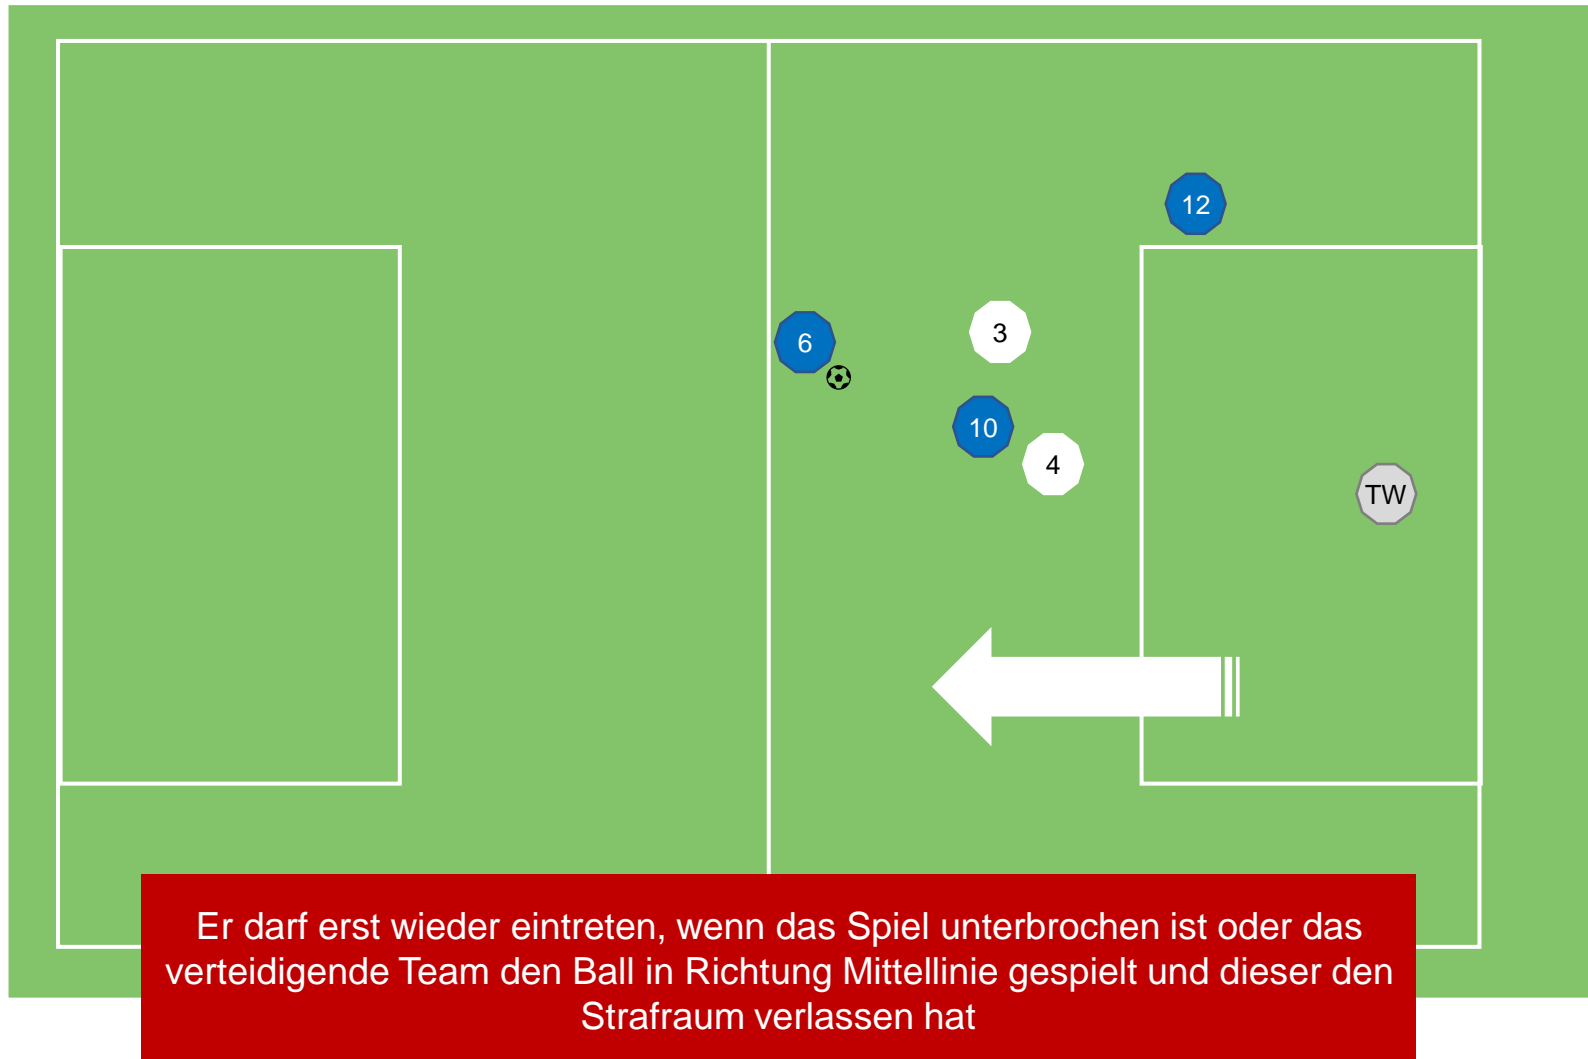 12
3
6
10
4
TW
Er darf erst wieder eintreten, wenn das Spiel unterbrochen ist oder das
verteidigende Team den Ball in Richtung Mittellinie gespielt und dieser den
Strafraum verlassen hat